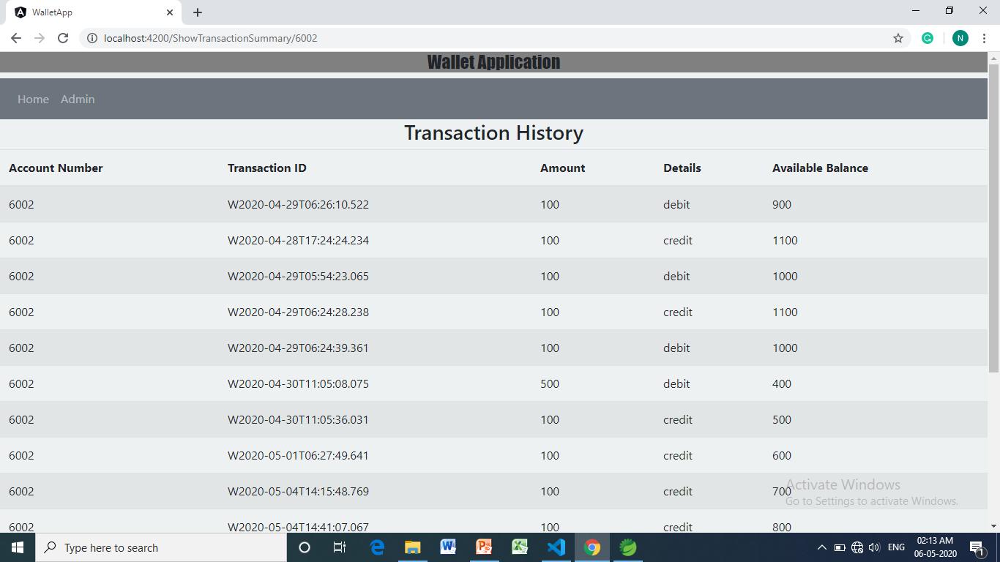 WalletApp
localhost:4200/ShowTransactionSummary/6002
N
Wallet Application
Home Admin
Transaction History
Account Number Transaction ID Amount Details Available Balance
6002 W2020-04-29T06:26:10.522 100 debit 900
6002 W2020-04-28T17:24:24.234 100 credit 1100
6002 W2020-04-29T05:54:23.065 100 debit 1000
6002 W2020-04-29T06:24:28.238 100 credit 1100
6002 W2020-04-29T06:24:39.361 100 debit 1000
6002 W2020-04-30T11:05:08.075 500 debit 400
6002 W2020-04-30T11:05:36.031 100 credit 500
6002 W2020-05-01T06:27:49.641 100 credit 600
6002 W2020-05-04T14:15:48.769 100 credit 700
6002 W2020-05-04T14:41:07.067 100 credit 800
Activate Windows
Go to Settings to activate Windows.
Type here to search
ENG
02:13 AM
06-05-2020
1